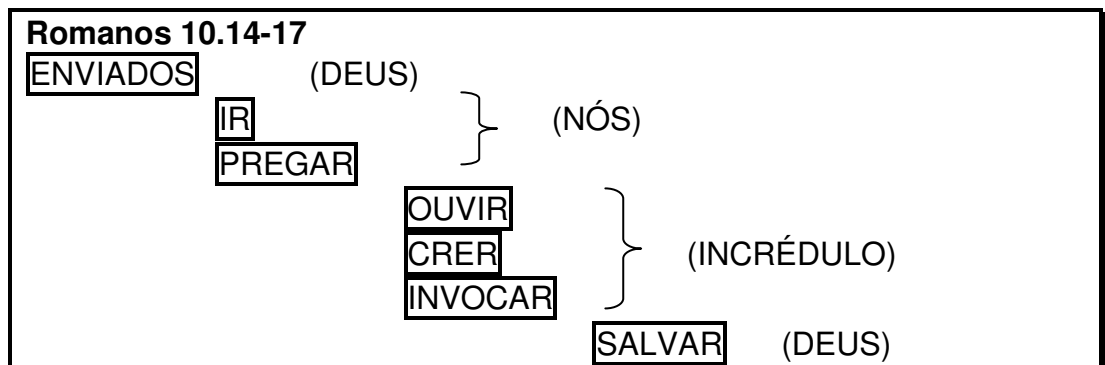 Romanos 10.14-17
ENVIADOS (DEUS)
IR (NÓS)
PREGAR
OUVIR
CRER (INCRÉDULO)
INVOCAR
SALVAR (DEUS)